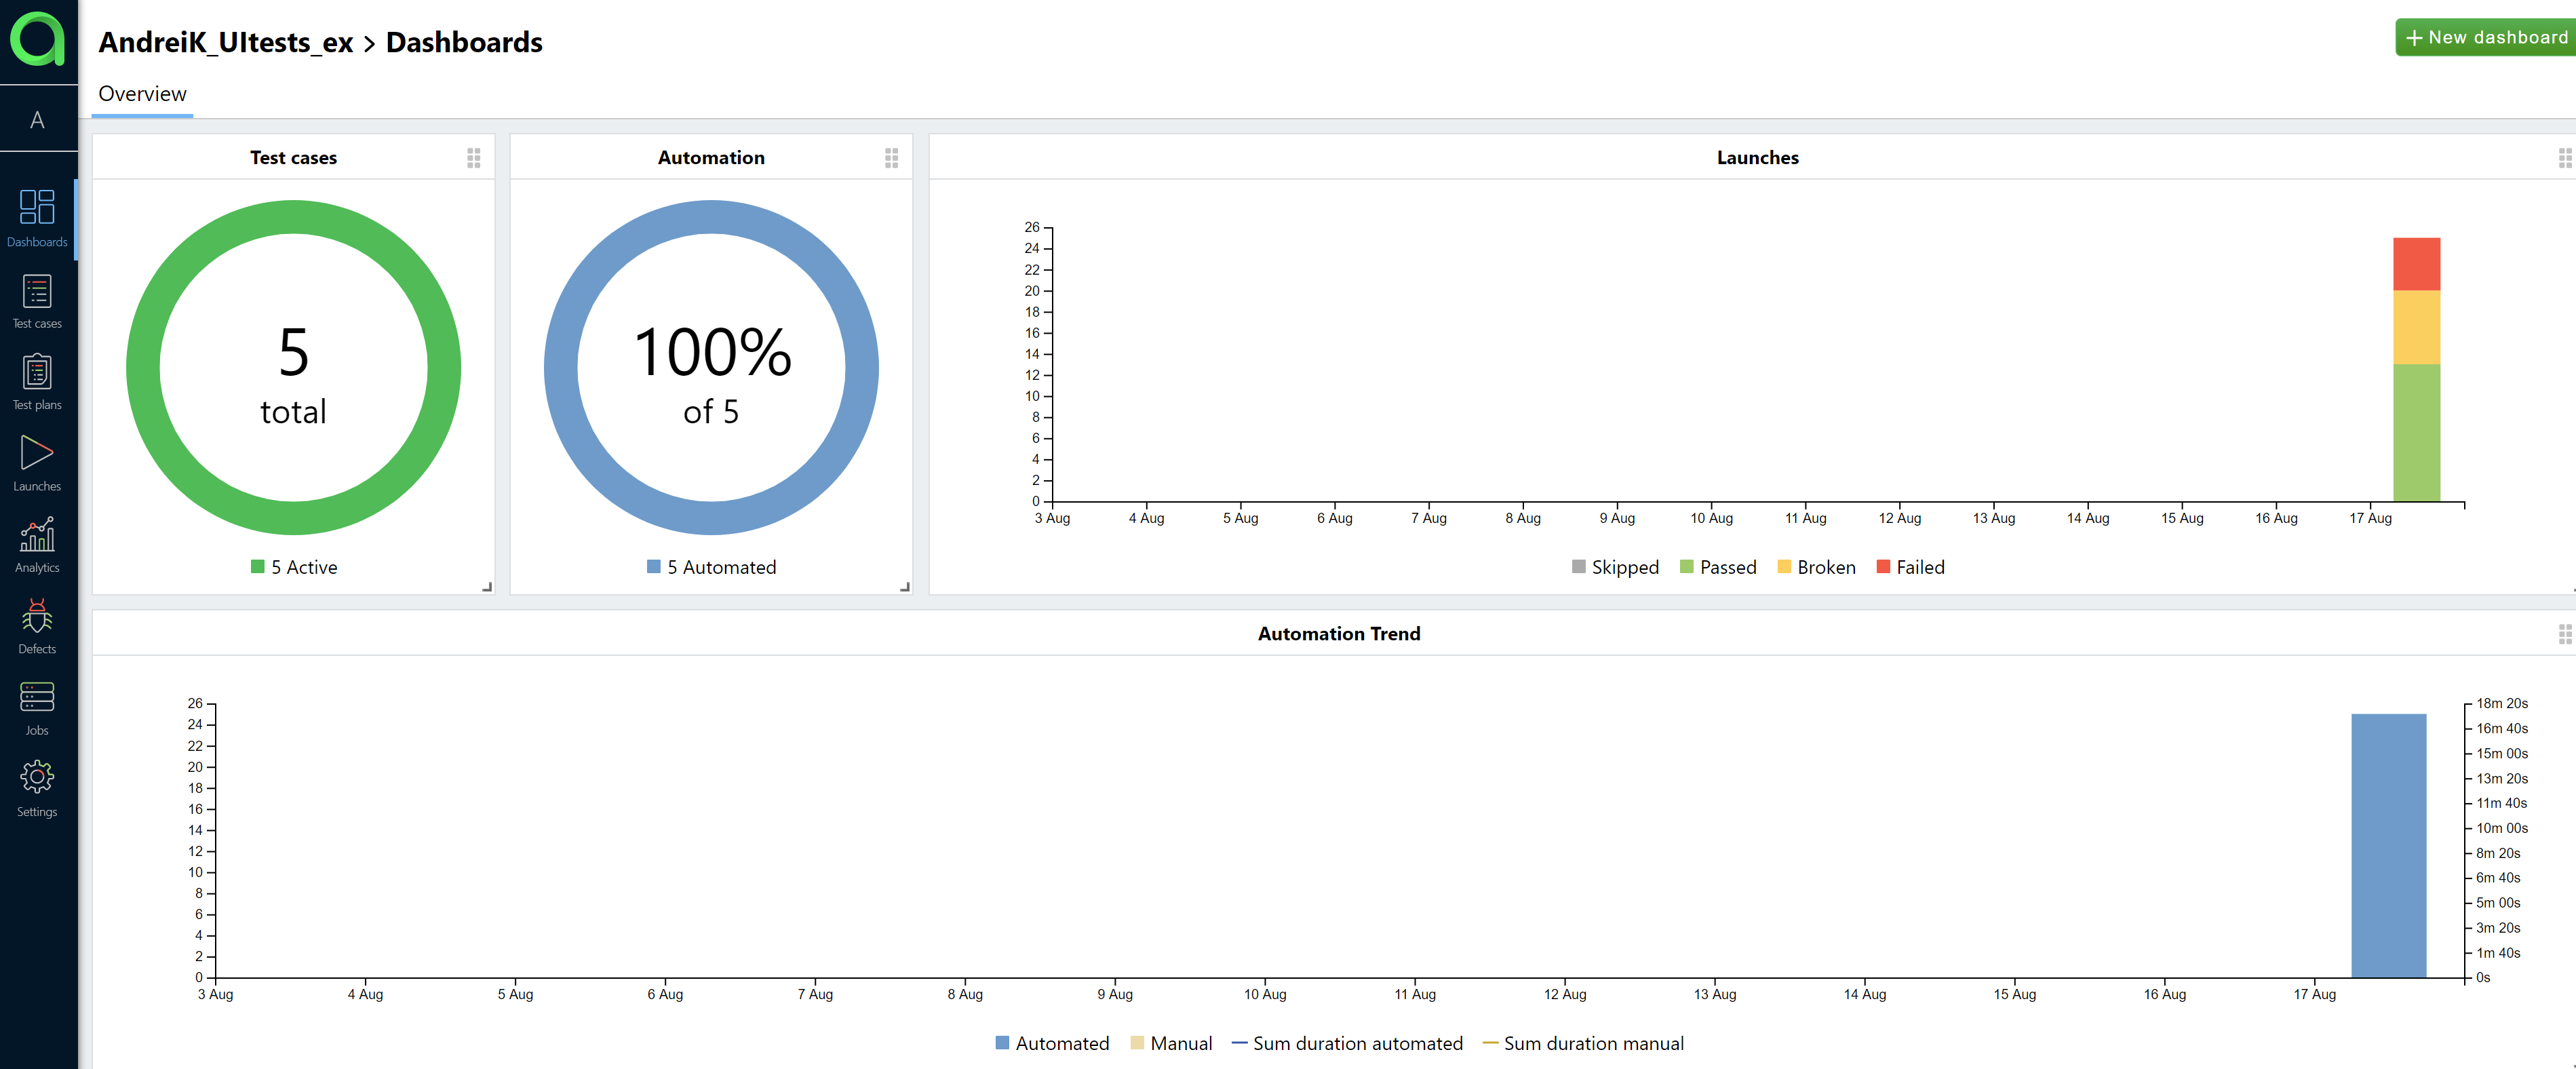 AndreiK_UItests_ex > Dashboards
+ New dashboard
Overview
A
Dashboards
Test cases
Test plans
Launches
Analytics
Defects
Jobs
Settings
Test cases
5
total
5 Active
Automation
100%
of 5
5 Automated
Launches
26
24
22
20
18
16
14
12
10
8
6
4
2
0
3 Aug 4 Aug 5 Aug 6 Aug 7 Aug 8 Aug 9 Aug 10 Aug 11 Aug 12 Aug 13 Aug 14 Aug 15 Aug 16 Aug 17 Aug
Skipped Passed Broken Failed
Automation Trend
26
24
22
20
18
16
14
12
10
8
6
4
2
0
18m 20s
16m 40s
15m 00s
13m 20s
11m 40s
10m 00s
8m 20s
6m 40s
5m 00s
3m 20s
1m 40s
0s
3 Aug 4 Aug 5 Aug 6 Aug 7 Aug 8 Aug 9 Aug 10 Aug 11 Aug 12 Aug 13 Aug 14 Aug 15 Aug 16 Aug 17 Aug
Automated Manual Sum duration automated Sum duration manual